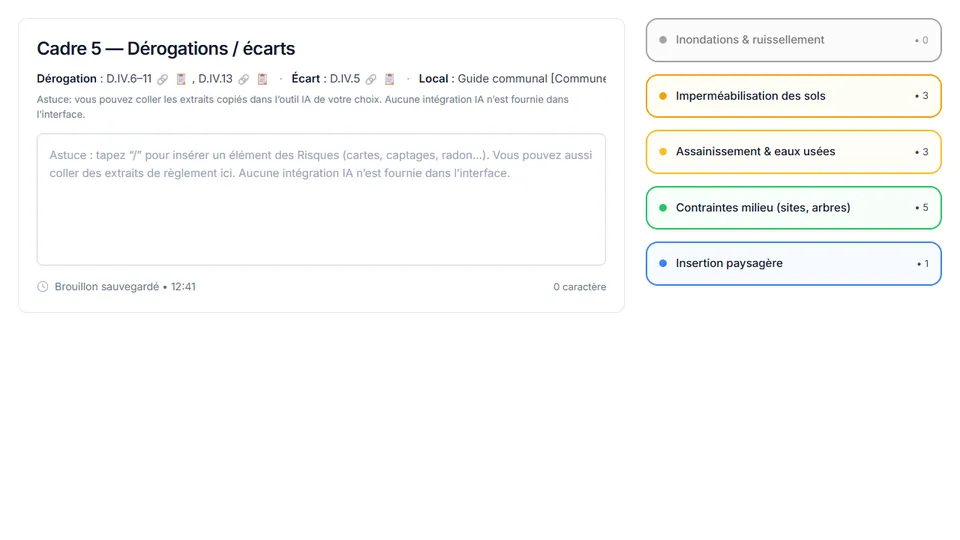 Cadre 5 — Dérogations / écarts
Dérogation : D.IV.6–11 , D.IV.13 · Écart : D.IV.5 · Local : Guide communal [Commune
Astuce: vous pouvez coller les extraits copiés dans l’outil IA de votre choix. Aucune intégration IA n’est fournie dans
l’interface.
Astuce : tapez “/” pour insérer un élément des Risques (cartes, captages, radon…). Vous pouvez aussi
coller des extraits de règlement ici. Aucune intégration IA n’est fournie dans l’interface.
Brouillon sauvegardé • 12:41
0 caractère
Inondations & ruissellement • 0
Imperméabilisation des sols • 3
Assainissement & eaux usées • 3
Contraintes milieu (sites, arbres) • 5
Insertion paysagère • 1